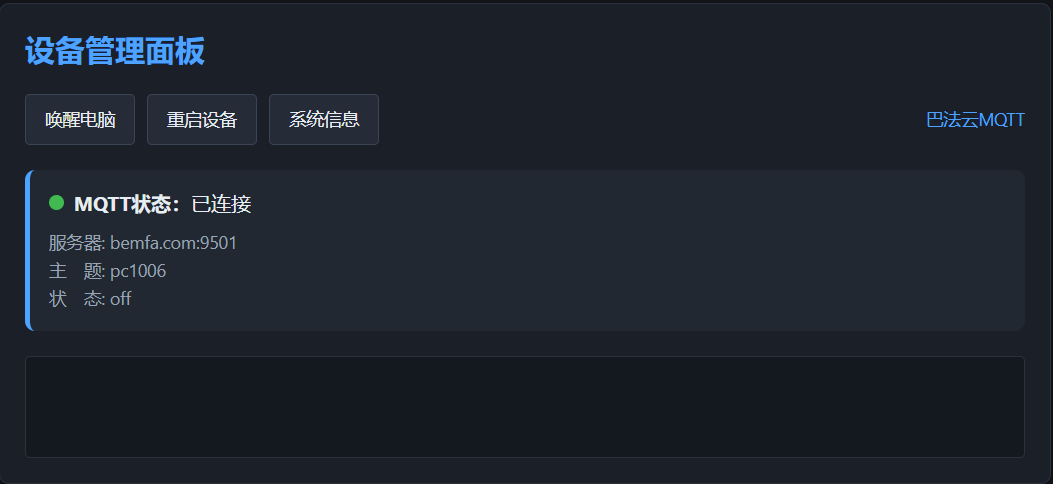 设备管理面板
唤醒电脑 重启设备 系统信息 巴法云MQTT
MQTT状态：已连接
服务器: bemfa.com:9501
主　题: pc1006
状　态: off